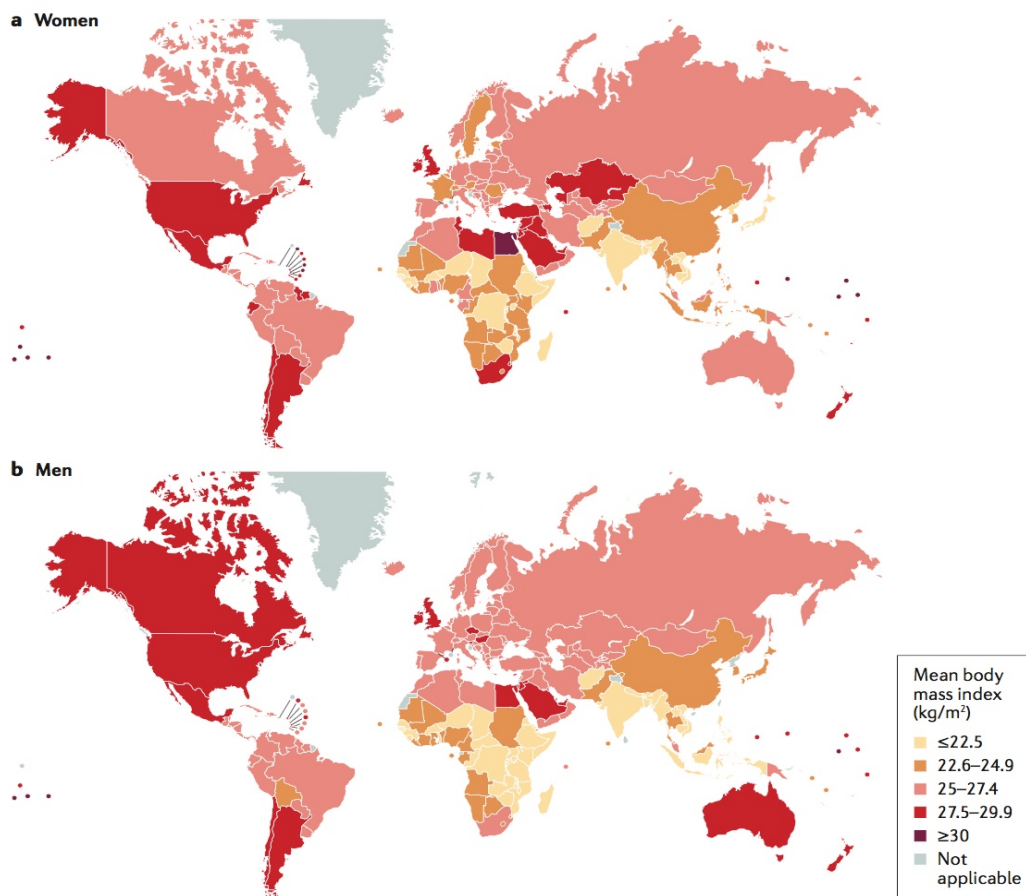 a Women
b Men
Mean body
mass index
(kg/m²)
≤22.5
22.6–24.9
25–27.4
27.5–29.9
≥30
Not
applicable